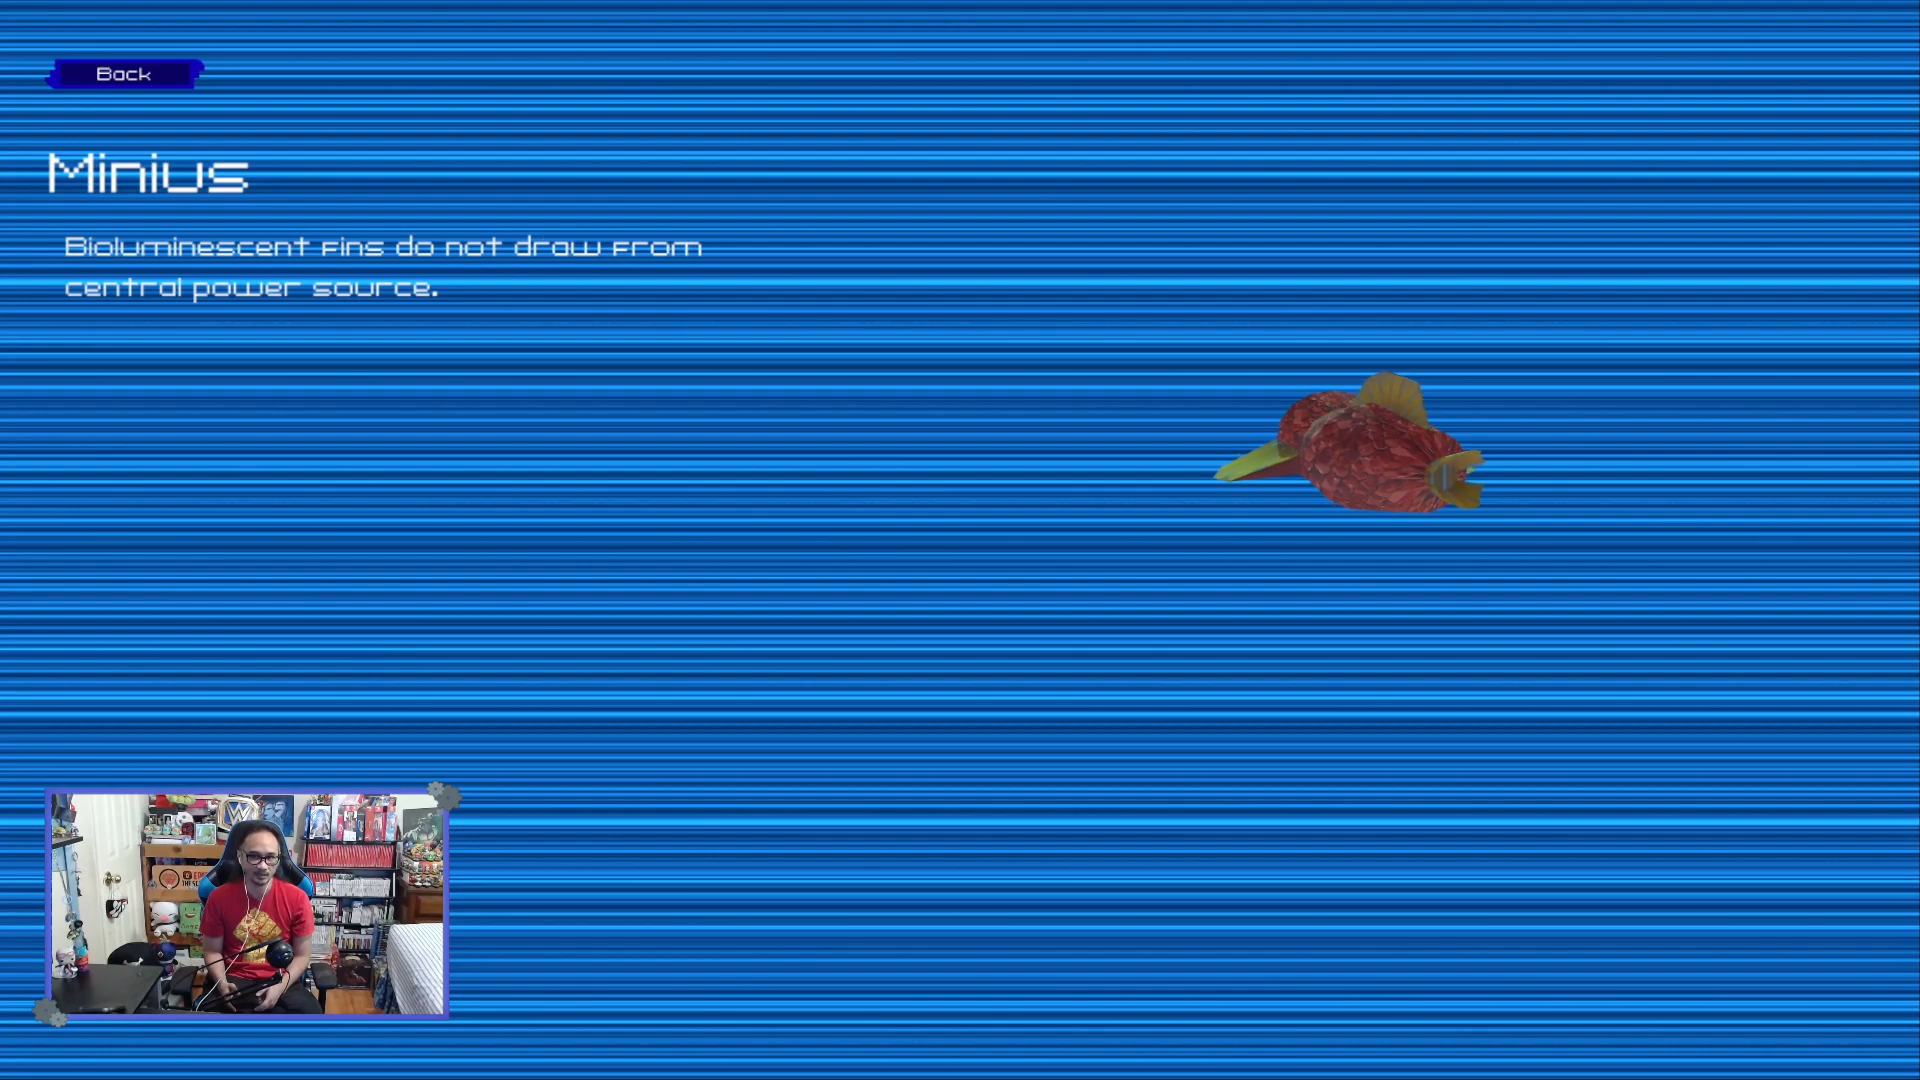 Back
Minius
Bioluminescent fins do not draw from
central power source.